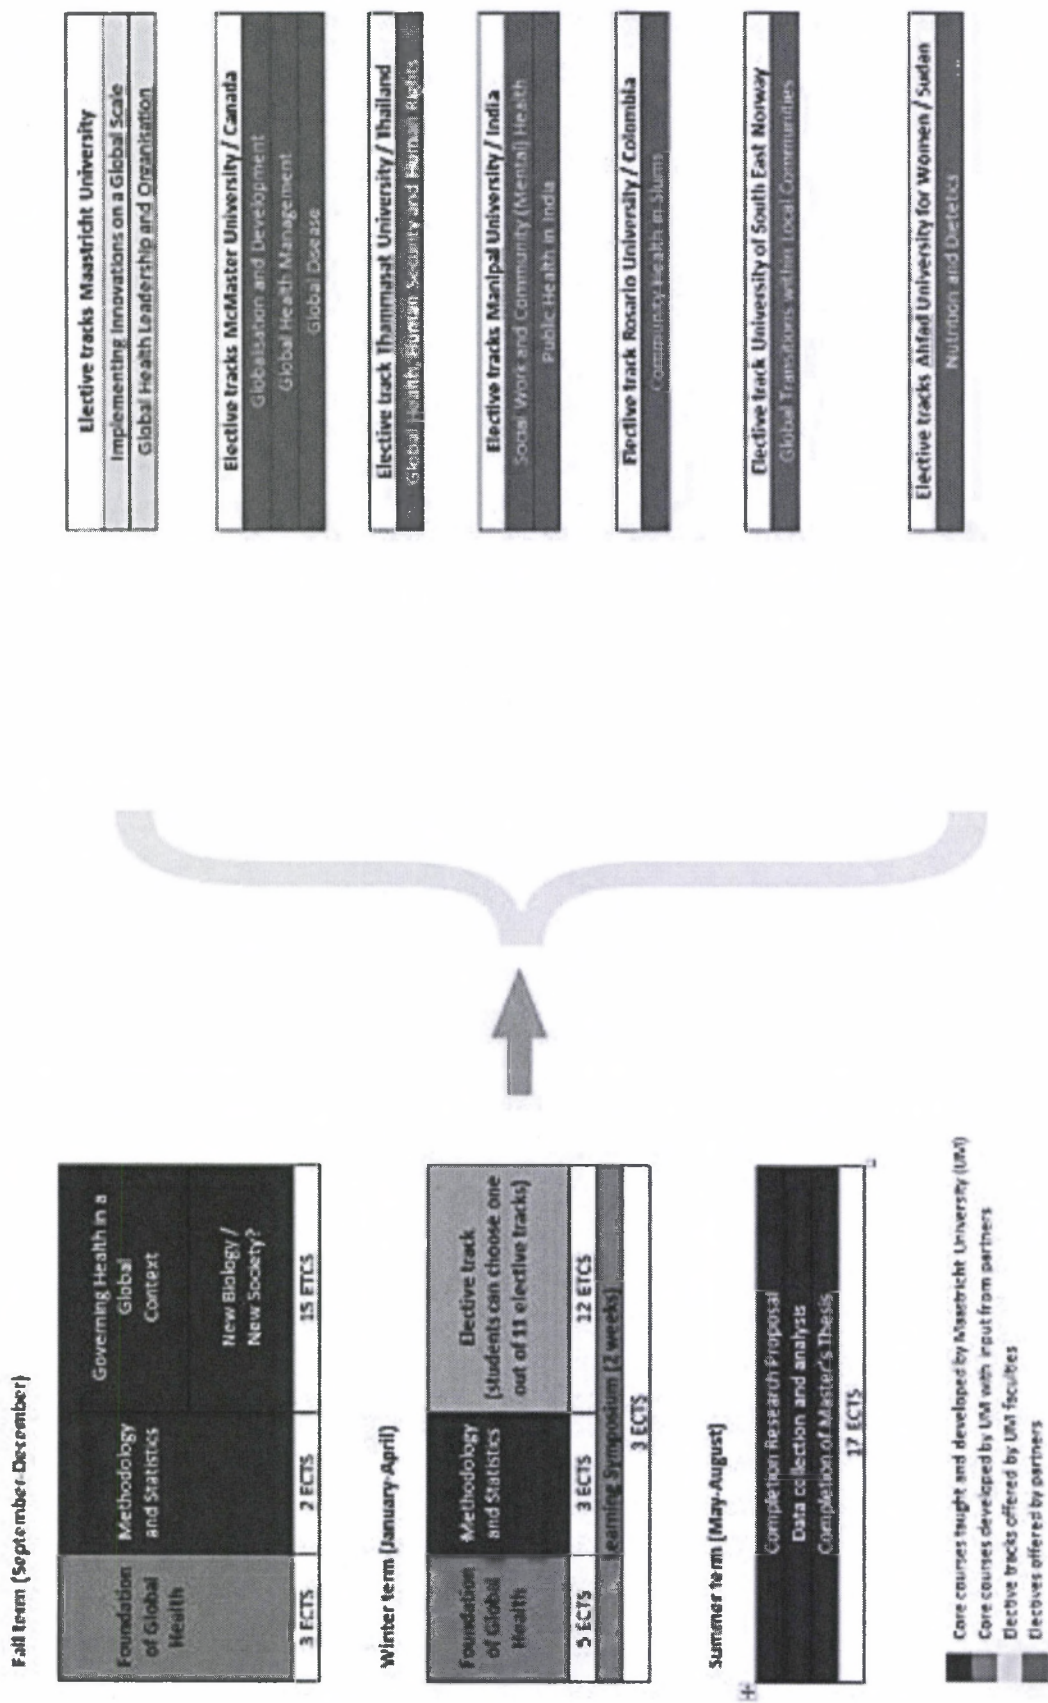 Fall term (September-December)
Foundation
of Global
Health
Methodology
and Statistics
Governing Health in a
Global
Context
New Biology /
New Society?
3 ECTS
2 ECTS
15 ETCS
Winter term (January-April)
Foundation
of Global
Health
Methodology
and Statistics
Elective track
(students can choose one
out of 11 elective tracks)
5 ECTS
3 ECTS
12 ETCS
Learning Symposium (2 weeks)
3 ECTS
Summer term (May-August)
Completion Research Proposal
Data collection and analysis
Completion of Master's Thesis
17 ECTS
Core courses taught and developed by Maastricht University (UM)
Core courses developed by UM with input from partners
Elective tracks offered by UM faculties
Electives offered by partners
Elective tracks Maastricht University
Implementing Innovations on a Global Scale
Global Health Leadership and Organisation
Elective tracks McMaster University / Canada
Globalisation and Development
Global Health Management
Global Disease
Elective track Thammasat University / Thailand
Global Health, Human Security and Human Rights
Elective tracks Manipal University / India
Social Work and Community (Mental) Health
Public Health in India
Elective track Rosario University / Colombia
Community Health in Slums
Elective track University of South East Norway
Global Transitions within Local Communities
Elective tracks Ahfad University for Women / Sudan
Nutrition and Dietetics
...